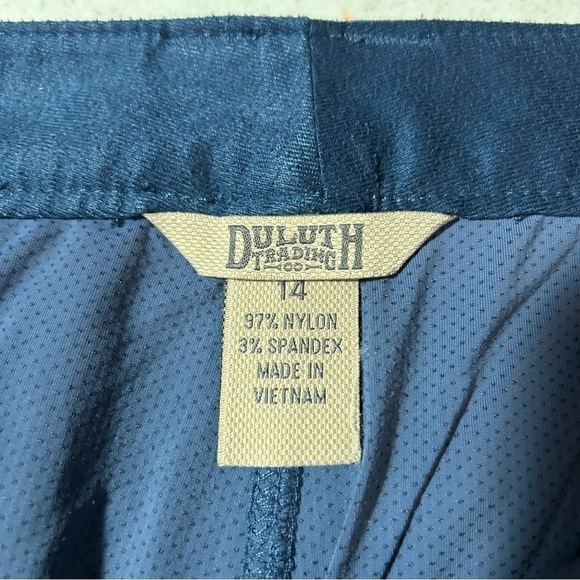 DULUTH
TRADING
CO
14
97% NYLON
3% SPANDEX
MADE IN
VIETNAM